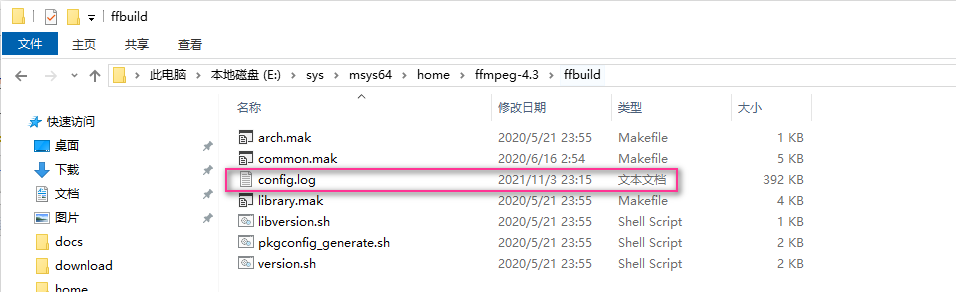 ffbuild
文件 主页 共享 查看
此电脑 本地磁盘 (E:) sys msys64 home ffmpeg-4.3 ffbuild
名称 修改日期 类型 大小
快速访问
桌面
下载
文档
图片
docs
download
home
arch.mak 2020/5/21 23:55 Makefile 1 KB
common.mak 2020/6/16 2:54 Makefile 5 KB
config.log 2021/11/3 23:15 文本文档 392 KB
library.mak 2020/5/21 23:55 Makefile 4 KB
libversion.sh 2020/5/21 23:55 Shell Script 1 KB
pkgconfig_generate.sh 2020/5/21 23:55 Shell Script 2 KB
version.sh 2020/5/21 23:55 Shell Script 2 KB